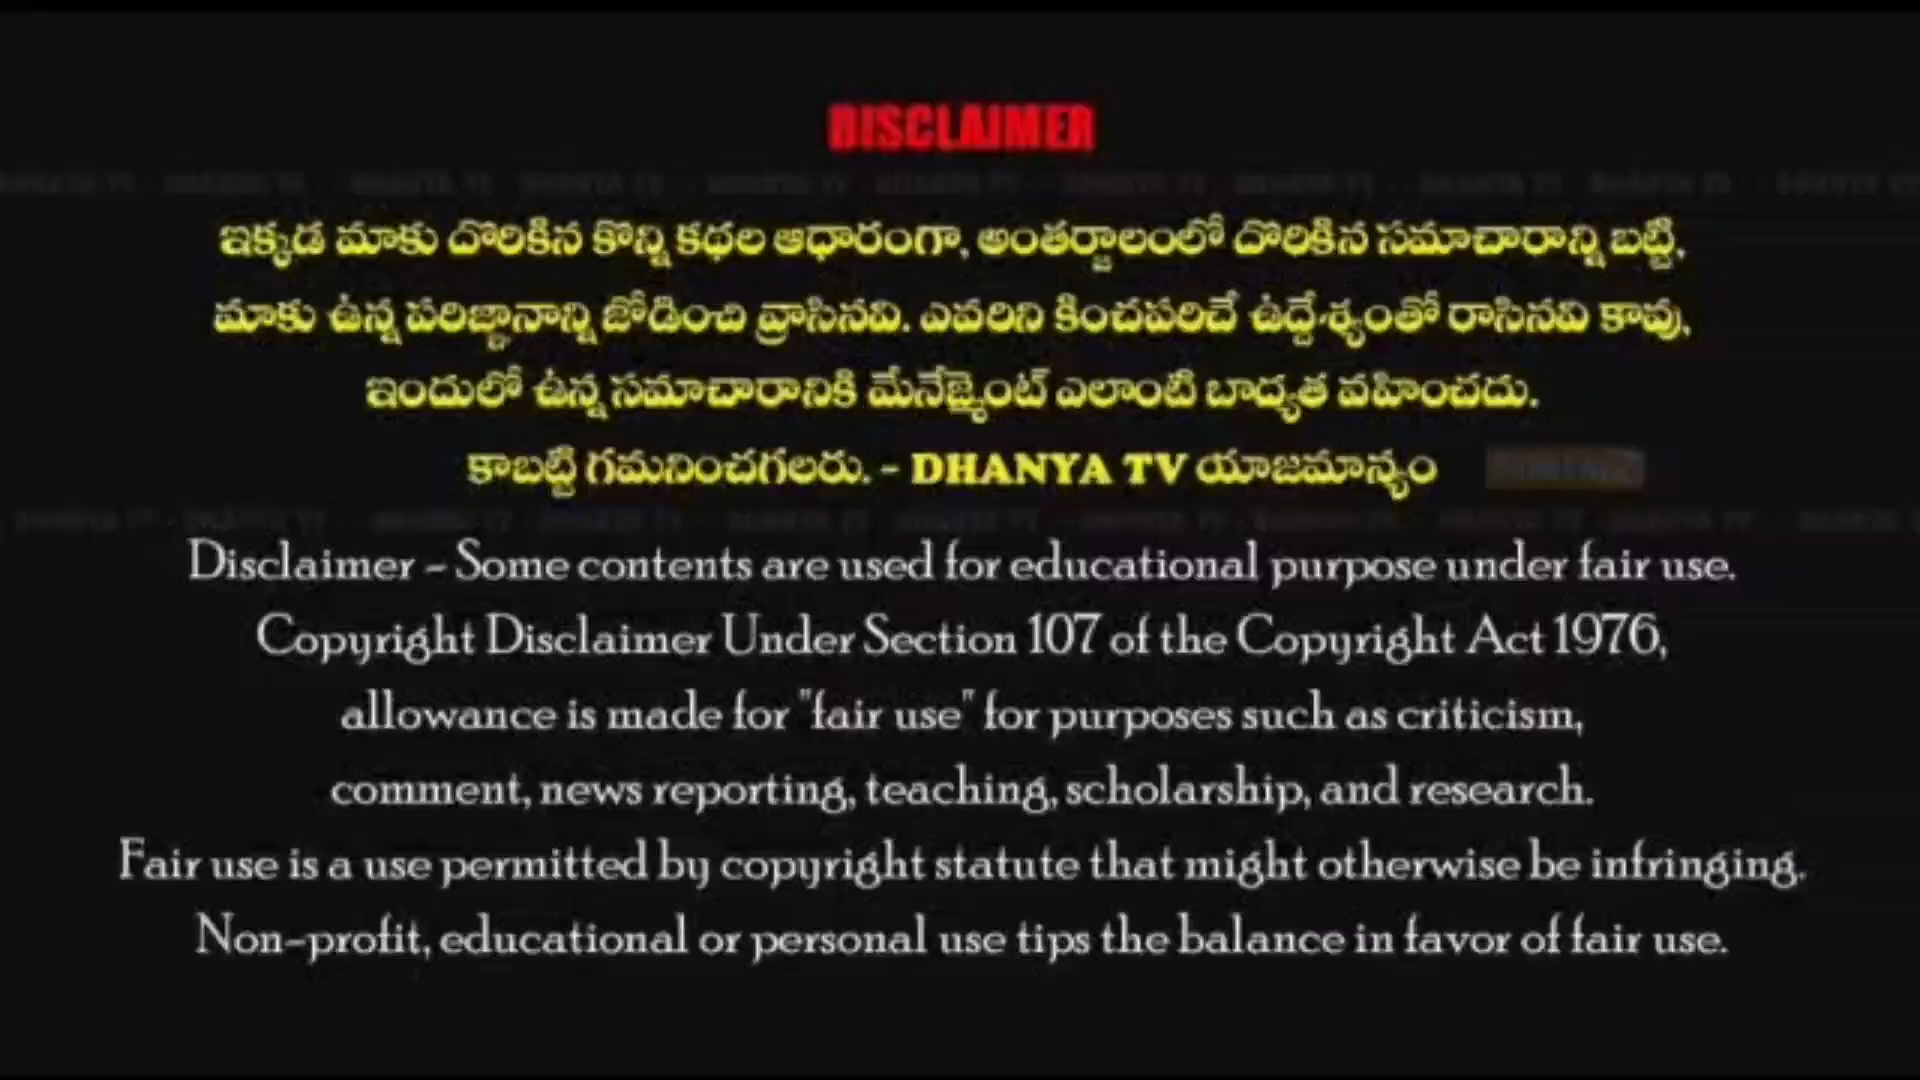 DISCLAIMER
ఇక్కడ మాకు దొరికిన కొన్ని కథల ఆధారంగా, అంతర్జాలంలో దొరికిన సమాచారాన్ని బట్టి,
మాకు ఉన్న పరిజ్ఞానాన్ని జోడించి వ్రాసినవి. ఎవరిని కించపరిచే ఉద్దేశ్యంతో రాసినవి కావు,
ఇందులో ఉన్న సమాచారానికి మేనేజ్మెంట్ ఎలాంటి బాద్యత వహించదు.
కాబట్టి గమనించగలరు. - DHANYA TV యాజమాన్యం
Disclaimer - Some contents are used for educational purpose under fair use.
Copyright Disclaimer Under Section 107 of the Copyright Act 1976,
allowance is made for "fair use" for purposes such as criticism,
comment, news reporting, teaching, scholarship, and research.
Fair use is a use permitted by copyright statute that might otherwise be infringing.
Non-profit, educational or personal use tips the balance in favor of fair use.